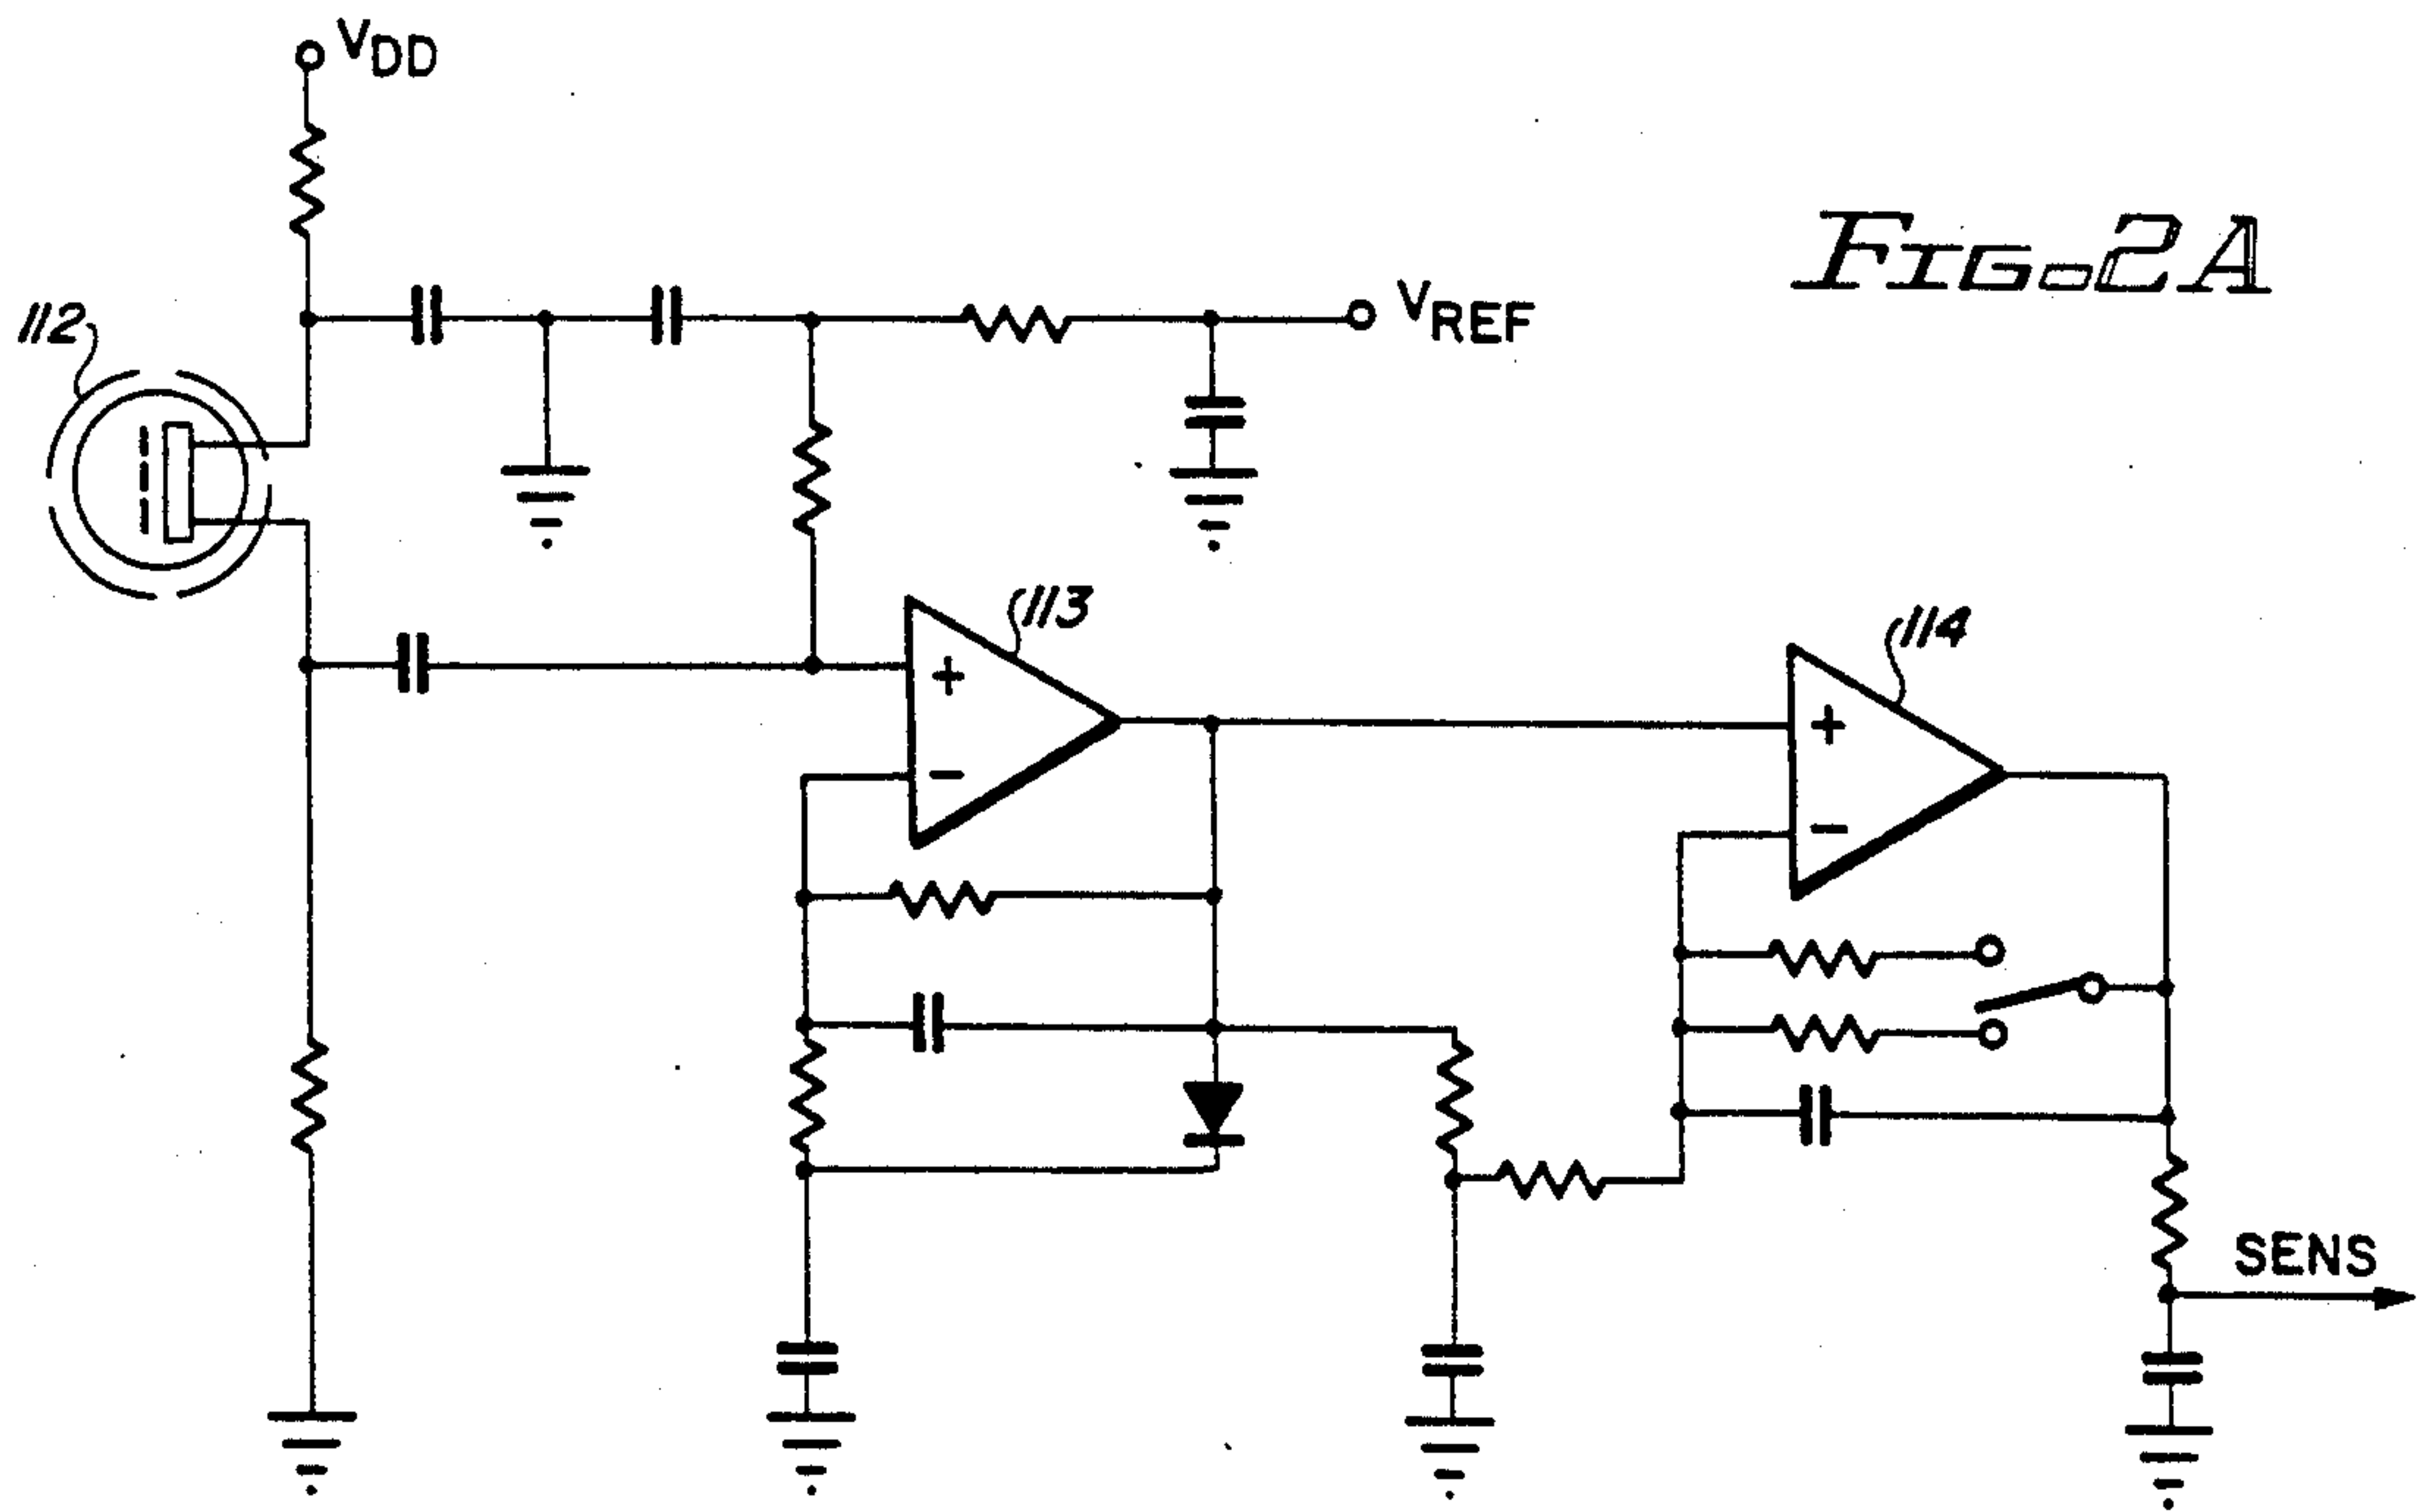 VDD
FIG. 2A
112
VREF
113
114
+
+
−
−
SENS